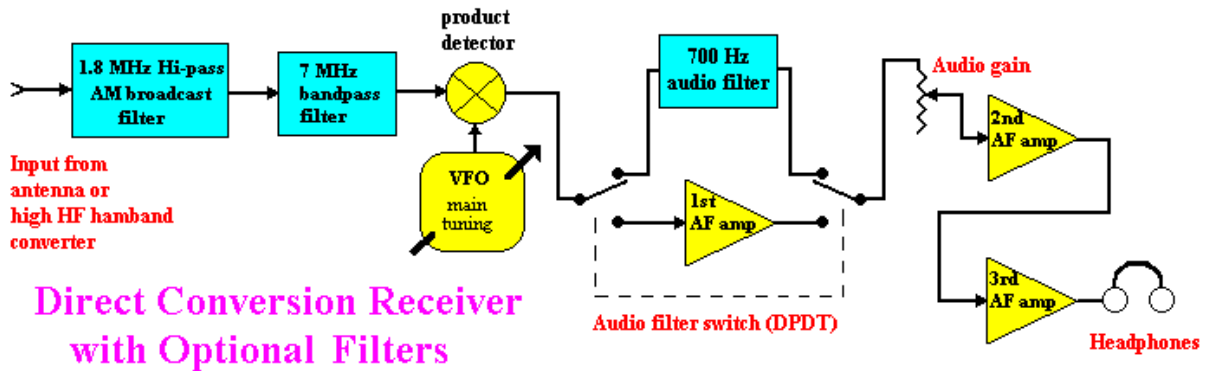 product
detector
1.8 MHz Hi-pass
AM broadcast
filter
7 MHz
bandpass
filter
700 Hz
audio filter
Audio gain
2nd
AF amp
Input from
antenna or
high HF hamband
converter
VFO
main
tuning
1st
AF amp
3rd
AF amp
Direct Conversion Receiver
with Optional Filters
Audio filter switch (DPDT)
Headphones